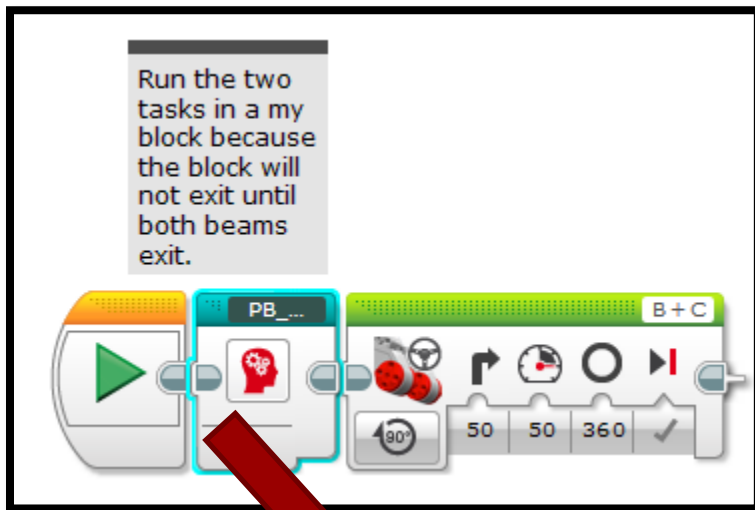 Run the two
tasks in a my
block because
the block will
not exit until
both beams
exit.
PB_... B + C
90°
50 50 360